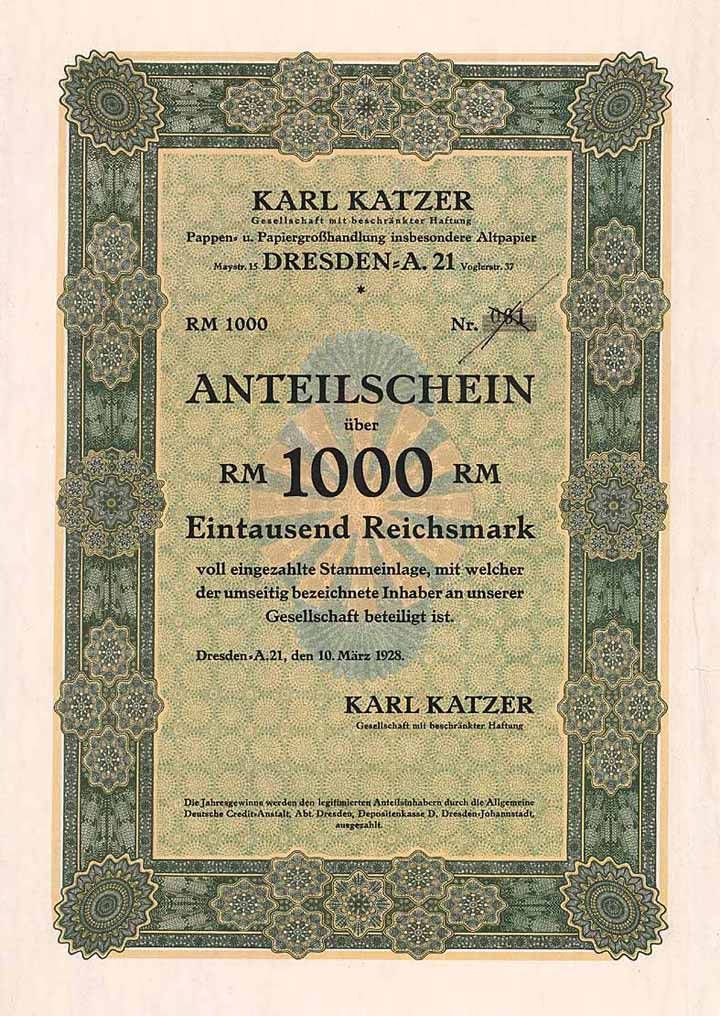 KARL KATZER
Gesellschaft mit beschränkter Haftung
Pappen- u. Papiergroßhandlung insbesondere Altpapier
Maystr. 15 DRESDEN-A. 21 Voglerstr. 37
*
RM 1000 Nr. 081
ANTEILSCHEIN
über
RM 1000 RM
Eintausend Reichsmark
voll eingezahlte Stammeinlage, mit welcher
der umseitig bezeichnete Inhaber an unserer
Gesellschaft beteiligt ist.
Dresden-A.21, den 10. März 1928.
KARL KATZER
Gesellschaft mit beschränkter Haftung
Die Jahresgewinne werden den legitimierten Anteilsinhabern durch die Allgemeine
Deutsche Credit-Anstalt, Abt. Dresden, Depositenkasse D, Dresden-Johannstadt,
ausgezahlt.